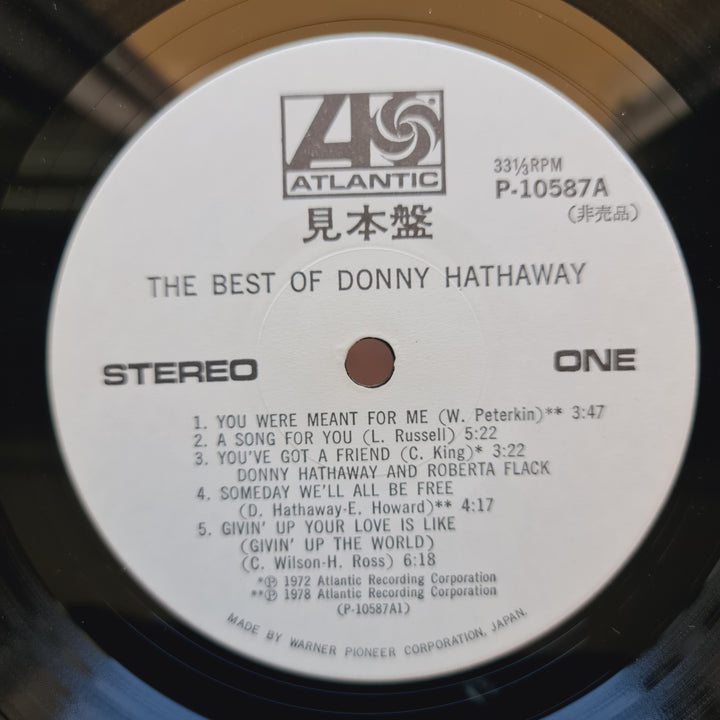 ATLANTIC
33⅓RPM
P-10587A
(非売品)
見本盤
THE BEST OF DONNY HATHAWAY
STEREO
ONE
1. YOU WERE MEANT FOR ME (W. Peterkin)** 3:47
2. A SONG FOR YOU (L. Russell) 5:22
3. YOU'VE GOT A FRIEND (C. King)* 3:22
DONNY HATHAWAY AND ROBERTA FLACK
4. SOMEDAY WE'LL ALL BE FREE
(D. Hathaway-E. Howard)** 4:17
5. GIVIN' UP YOUR LOVE IS LIKE
(GIVIN' UP THE WORLD)
(C. Wilson-H. Ross) 6:18
*Ⓟ 1972 Atlantic Recording Corporation
**Ⓟ 1978 Atlantic Recording Corporation
(P-10587A1)
MADE BY WARNER PIONEER CORPORATION, JAPAN.